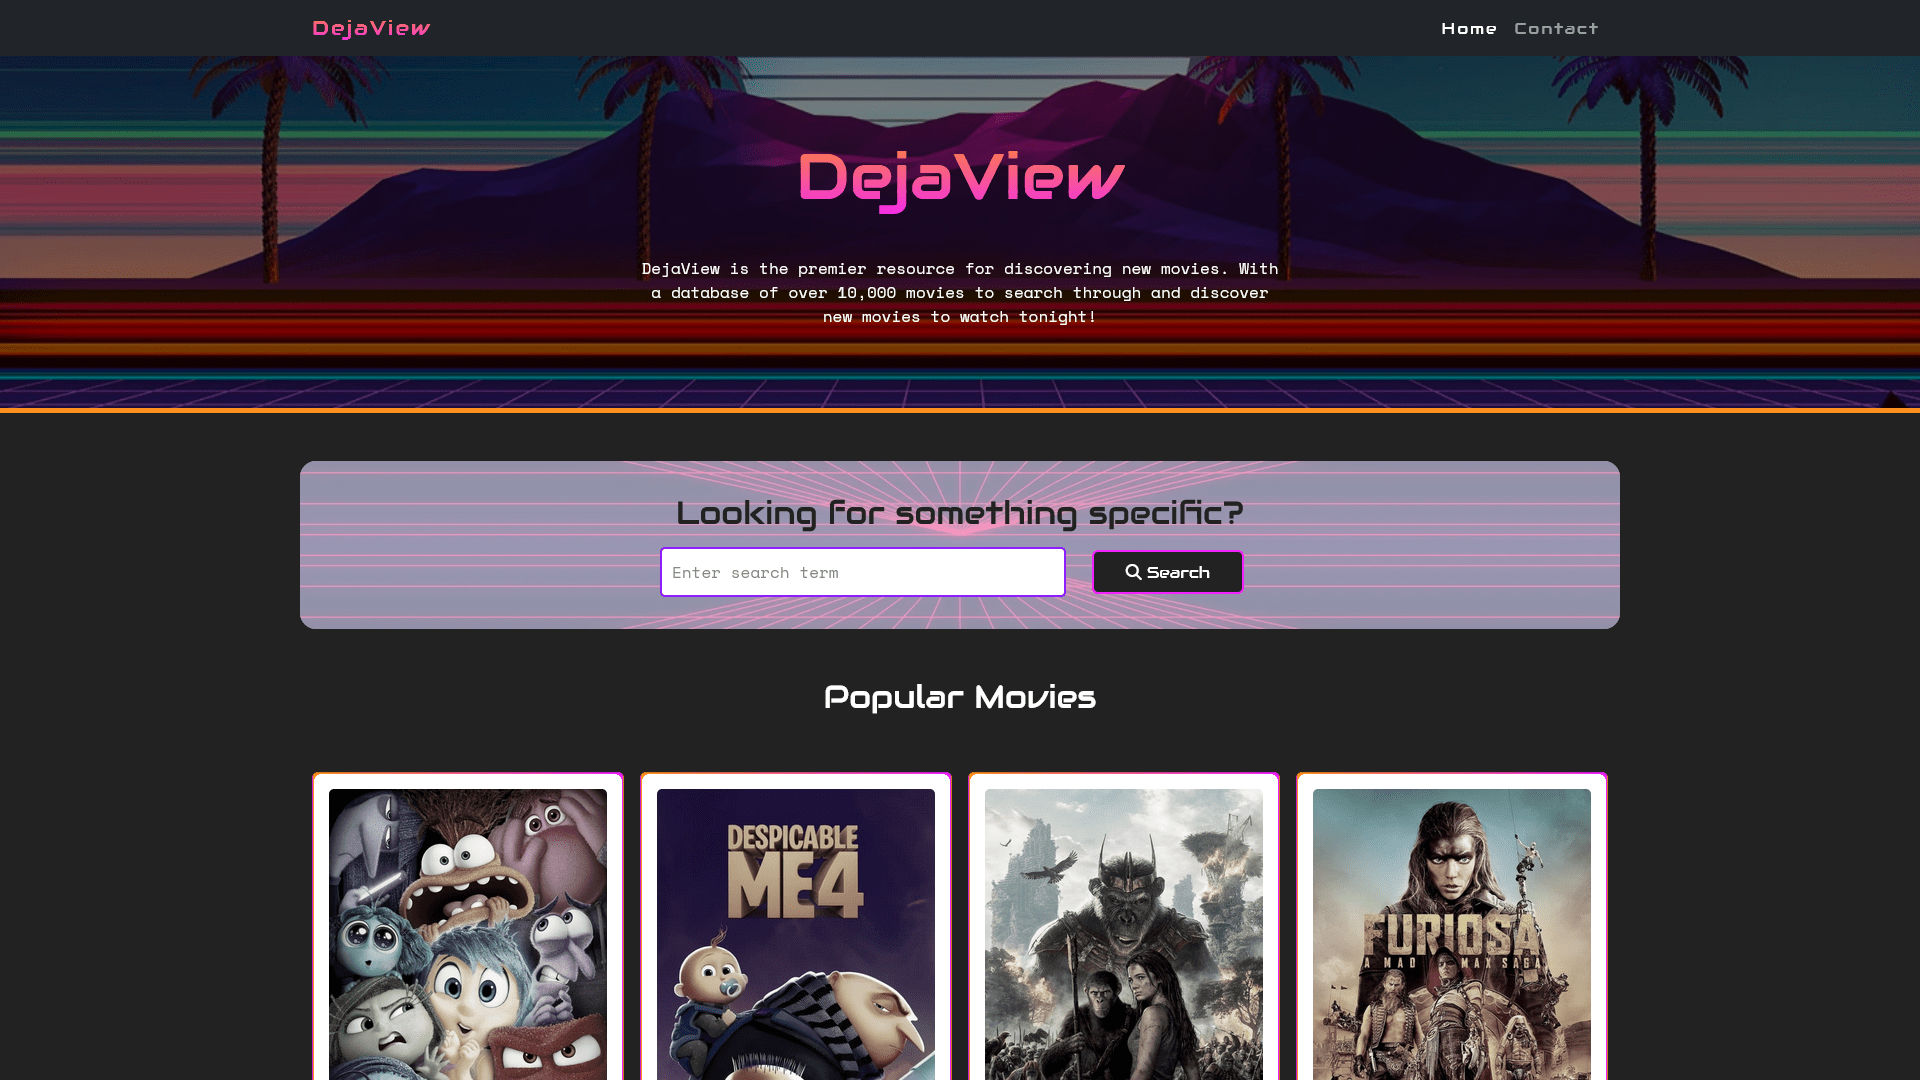 DejaView
Home Contact
DejaView
DejaView is the premier resource for discovering new movies. With
a database of over 10,000 movies to search through and discover
new movies to watch tonight!
Looking for something specific?
Enter search term
Search
Popular Movies
DESPICABLE
ME4
FURIOSA
A MAD MAX SAGA